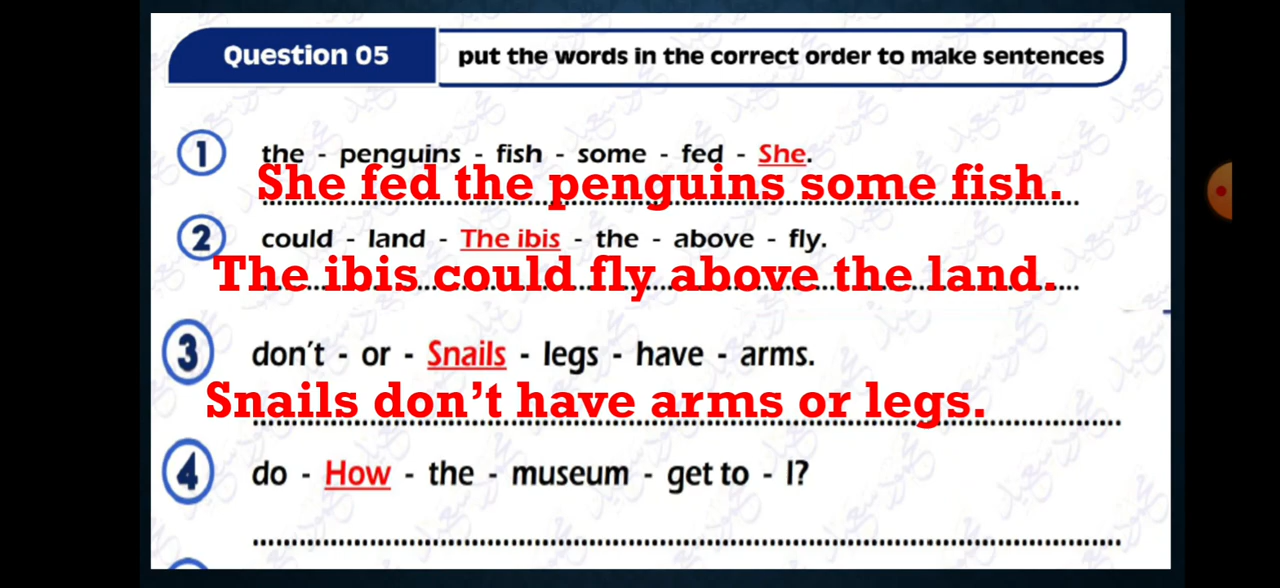 Question 05
put the words in the correct order to make sentences
1 the - penguins - fish - some - fed - She.
She fed the penguins some fish.
2 could - land - The ibis - the - above - fly.
The ibis could fly above the land.
3 don't - or - Snails - legs - have - arms.
Snails don't have arms or legs.
4 do - How - the - museum - get to - I?